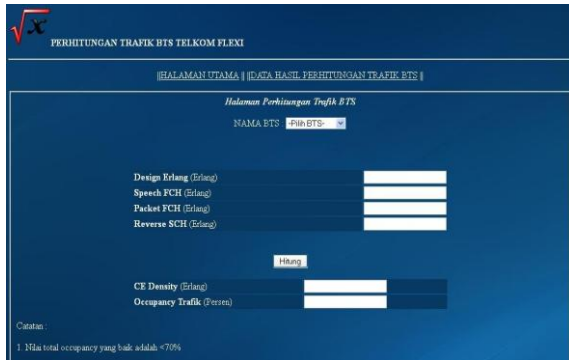 PERHITUNGAN TRAFIK BTS TELKOM FLEXI
||HALAMAN UTAMA || ||DATA HASIL PERHITUNGAN TRAFIK BTS ||
Halaman Perhitungan Trafik BTS
NAMA BTS -Pilih BTS-
Design Erlang (Erlang)
Speech FCH (Erlang)
Packet FCH (Erlang)
Reverse SCH (Erlang)
Hitung
CE Density (Erlang)
Occupancy Trafik (Persen)
Catatan :
1. Nilai total occupancy yang baik adalah <70%